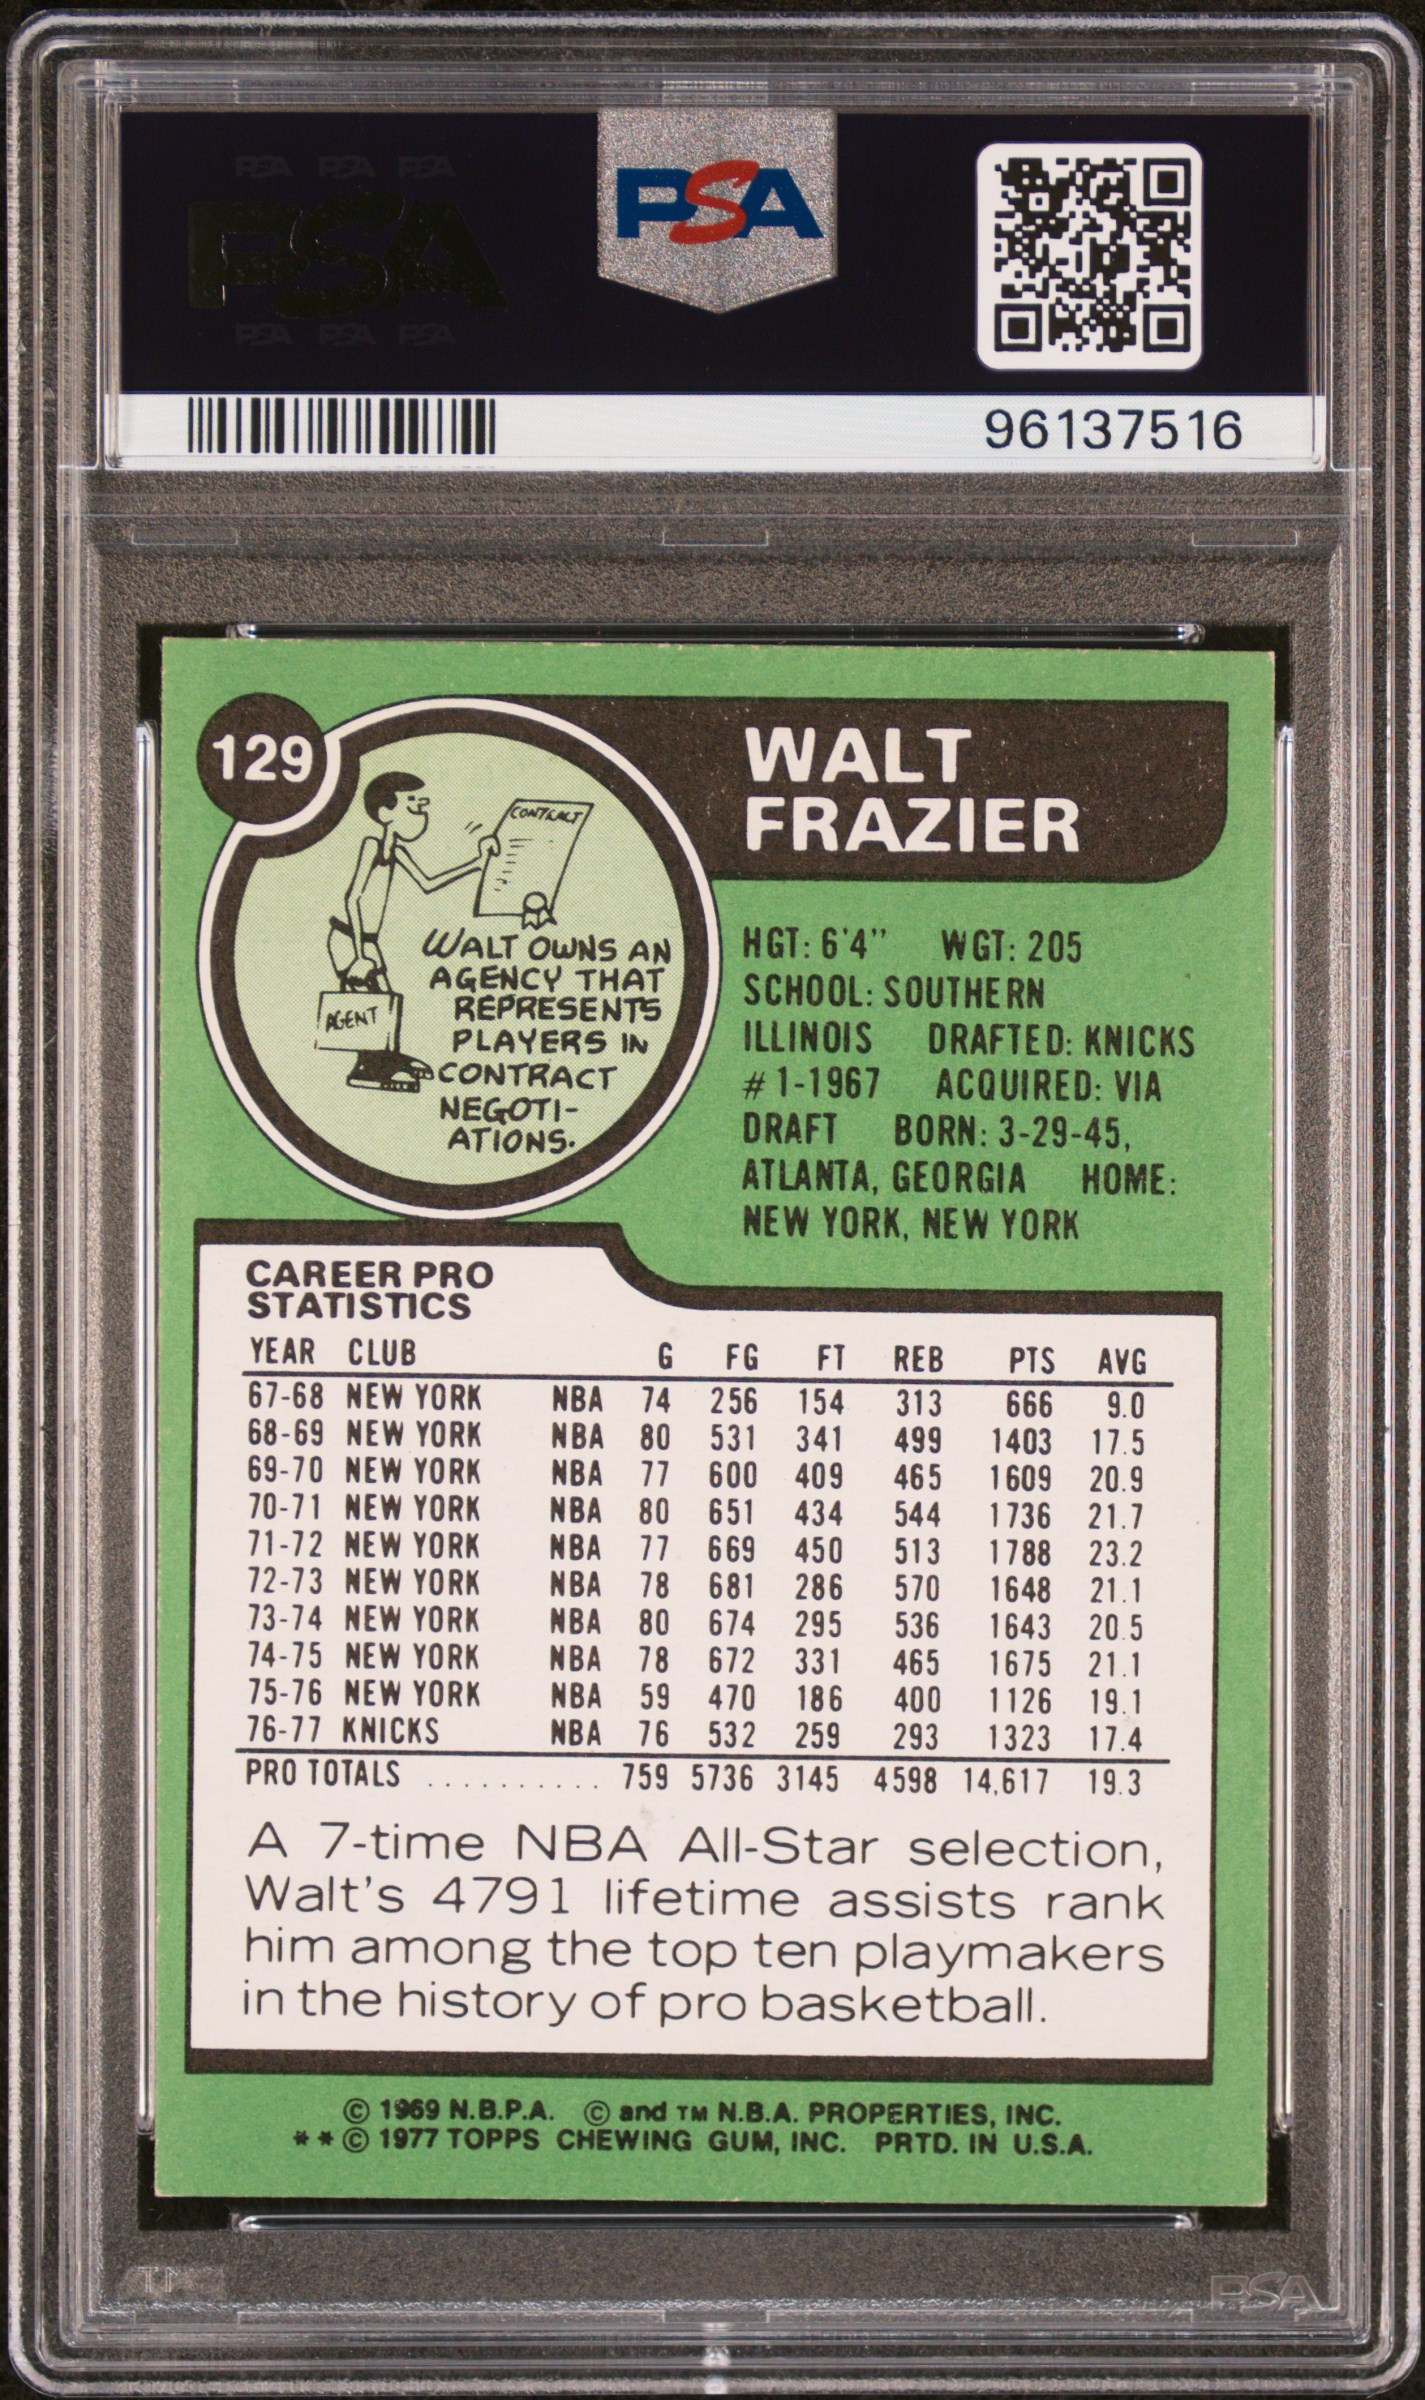 PSA PSA PSA
PSA
PSA PSA PSA
PSA
96137516
129
WALT
FRAZIER
CONTRACT
AGENT
WALT OWNS AN
AGENCY THAT
REPRESENTS
PLAYERS IN
CONTRACT
NEGOTI-
ATIONS.
HGT: 6'4" WGT: 205
SCHOOL: SOUTHERN
ILLINOIS DRAFTED: KNICKS
#1-1967 ACQUIRED: VIA
DRAFT BORN: 3-29-45,
ATLANTA, GEORGIA HOME:
NEW YORK, NEW YORK
CAREER PRO
STATISTICS
YEAR CLUB G FG FT REB PTS AVG
67-68 NEW YORK NBA 74 256 154 313 666 9.0
68-69 NEW YORK NBA 80 531 341 499 1403 17.5
69-70 NEW YORK NBA 77 600 409 465 1609 20.9
70-71 NEW YORK NBA 80 651 434 544 1736 21.7
71-72 NEW YORK NBA 77 669 450 513 1788 23.2
72-73 NEW YORK NBA 78 681 286 570 1648 21.1
73-74 NEW YORK NBA 80 674 295 536 1643 20.5
74-75 NEW YORK NBA 78 672 331 465 1675 21.1
75-76 NEW YORK NBA 59 470 186 400 1126 19.1
76-77 KNICKS NBA 76 532 259 293 1323 17.4
PRO TOTALS .......... 759 5736 3145 4598 14,617 19.3
A 7-time NBA All-Star selection,
Walt's 4791 lifetime assists rank
him among the top ten playmakers
in the history of pro basketball.
© 1969 N.B.P.A. © and TM N.B.A. PROPERTIES, INC.
**© 1977 TOPPS CHEWING GUM, INC. PRTD. IN U.S.A.
PSA